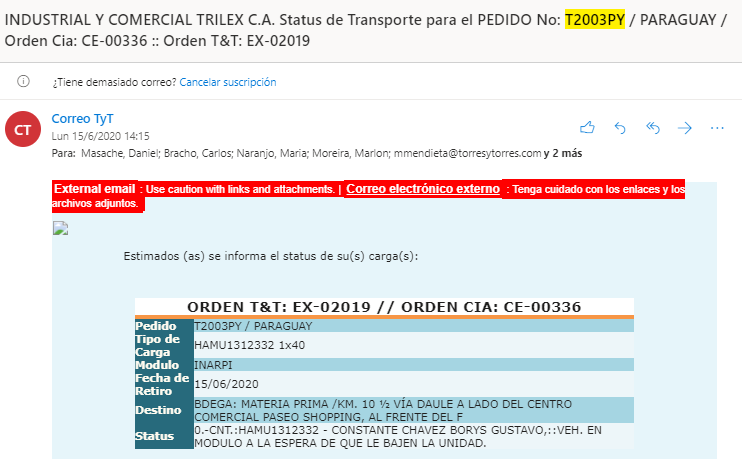 INDUSTRIAL Y COMERCIAL TRILEX C.A. Status de Transporte para el PEDIDO No: T2003PY / PARAGUAY /
Orden Cia: CE-00336 :: Orden T&T: EX-02019
¿Tiene demasiado correo? Cancelar suscripción
CT
Correo TyT
Lun 15/6/2020 14:15
Para: Masache, Daniel; Bracho, Carlos; Naranjo, Maria; Moreira, Marlon; mmendieta@torresytorres.com y 2 más
External email : Use caution with links and attachments. | Correo electrónico externo : Tenga cuidado con los enlaces y los
archivos adjuntos.
Estimados (as) se informa el status de su(s) carga(s):
ORDEN T&T: EX-02019 // ORDEN CIA: CE-00336
Pedido T2003PY / PARAGUAY
Tipo de
Carga HAMU1312332 1x40
Modulo INARPI
Fecha de
Retiro 15/06/2020
Destino BDEGA: MATERIA PRIMA /KM. 10 ½ VÍA DAULE A LADO DEL CENTRO
COMERCIAL PASEO SHOPPING, AL FRENTE DEL F
Status 0.-CNT.:HAMU1312332 - CONSTANTE CHAVEZ BORYS GUSTAVO,::VEH. EN
MODULO A LA ESPERA DE QUE LE BAJEN LA UNIDAD.